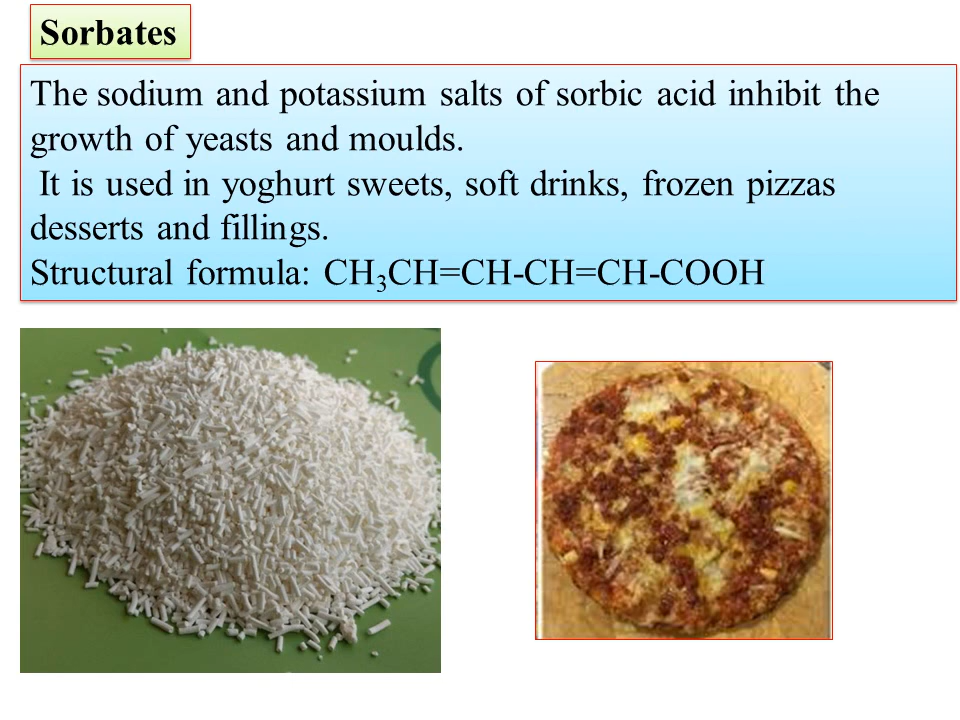 Sorbates
The sodium and potassium salts of sorbic acid inhibit the
growth of yeasts and moulds.
It is used in yoghurt sweets, soft drinks, frozen pizzas
desserts and fillings.
Structural formula: CH₃CH=CH-CH=CH-COOH